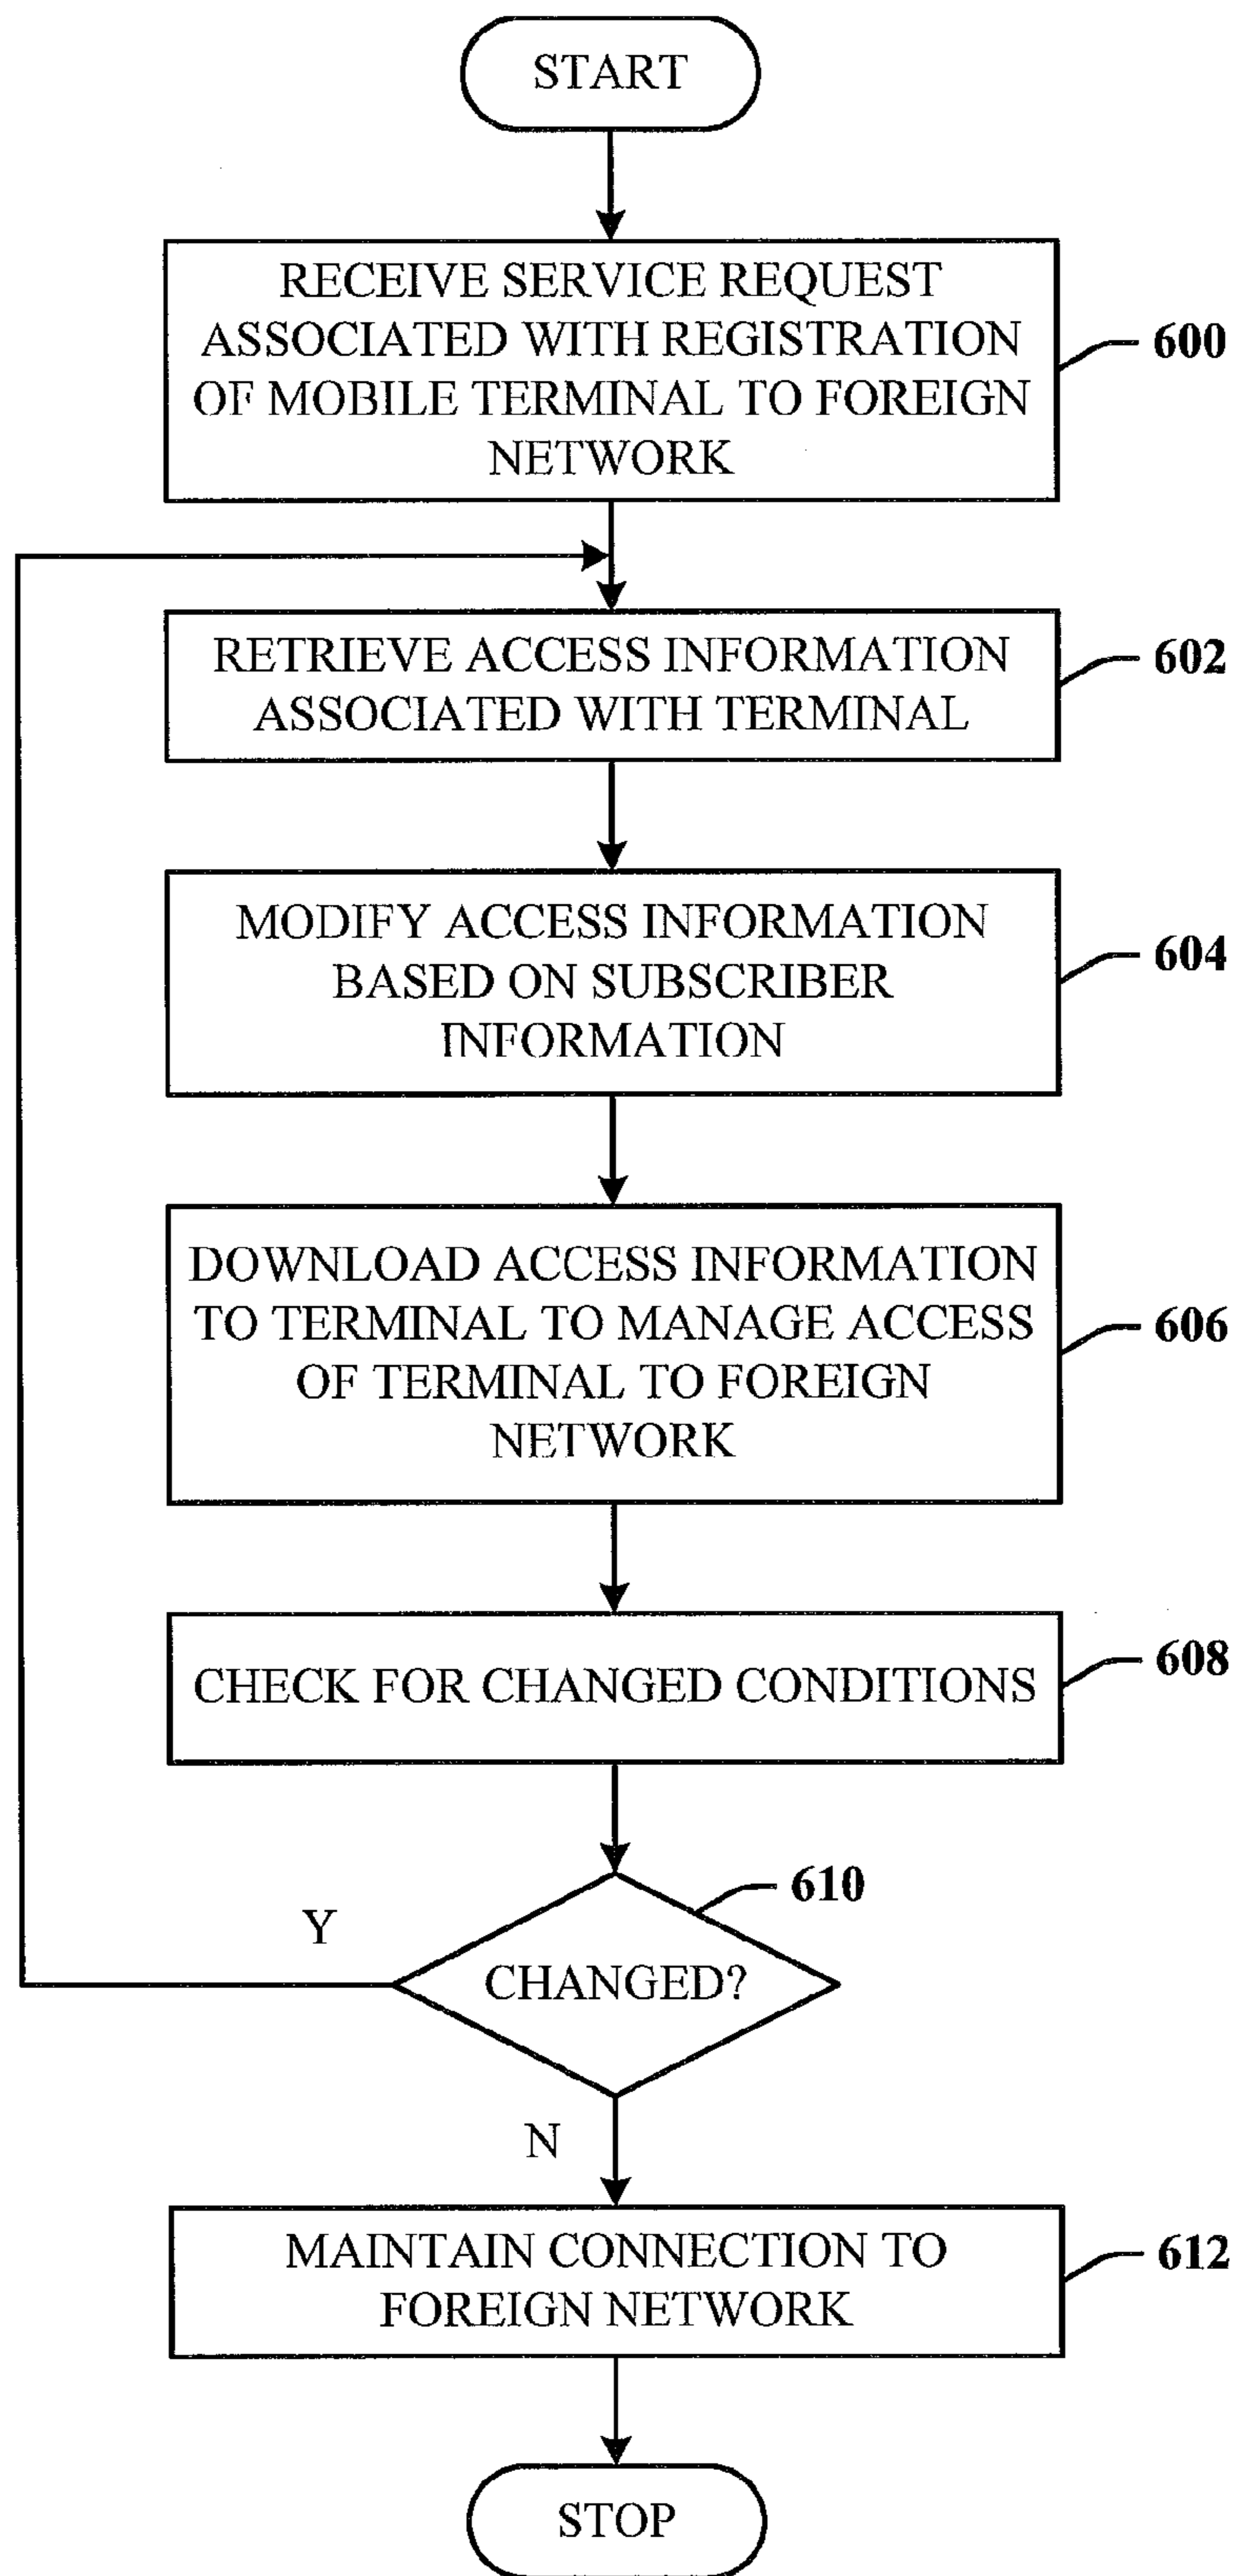 START
RECEIVE SERVICE REQUEST
ASSOCIATED WITH REGISTRATION
OF MOBILE TERMINAL TO FOREIGN
NETWORK
600
RETRIEVE ACCESS INFORMATION
ASSOCIATED WITH TERMINAL
602
MODIFY ACCESS INFORMATION
BASED ON SUBSCRIBER
INFORMATION
604
DOWNLOAD ACCESS INFORMATION
TO TERMINAL TO MANAGE ACCESS
OF TERMINAL TO FOREIGN
NETWORK
606
CHECK FOR CHANGED CONDITIONS
608
610
Y
CHANGED?
N
MAINTAIN CONNECTION TO
FOREIGN NETWORK
612
STOP